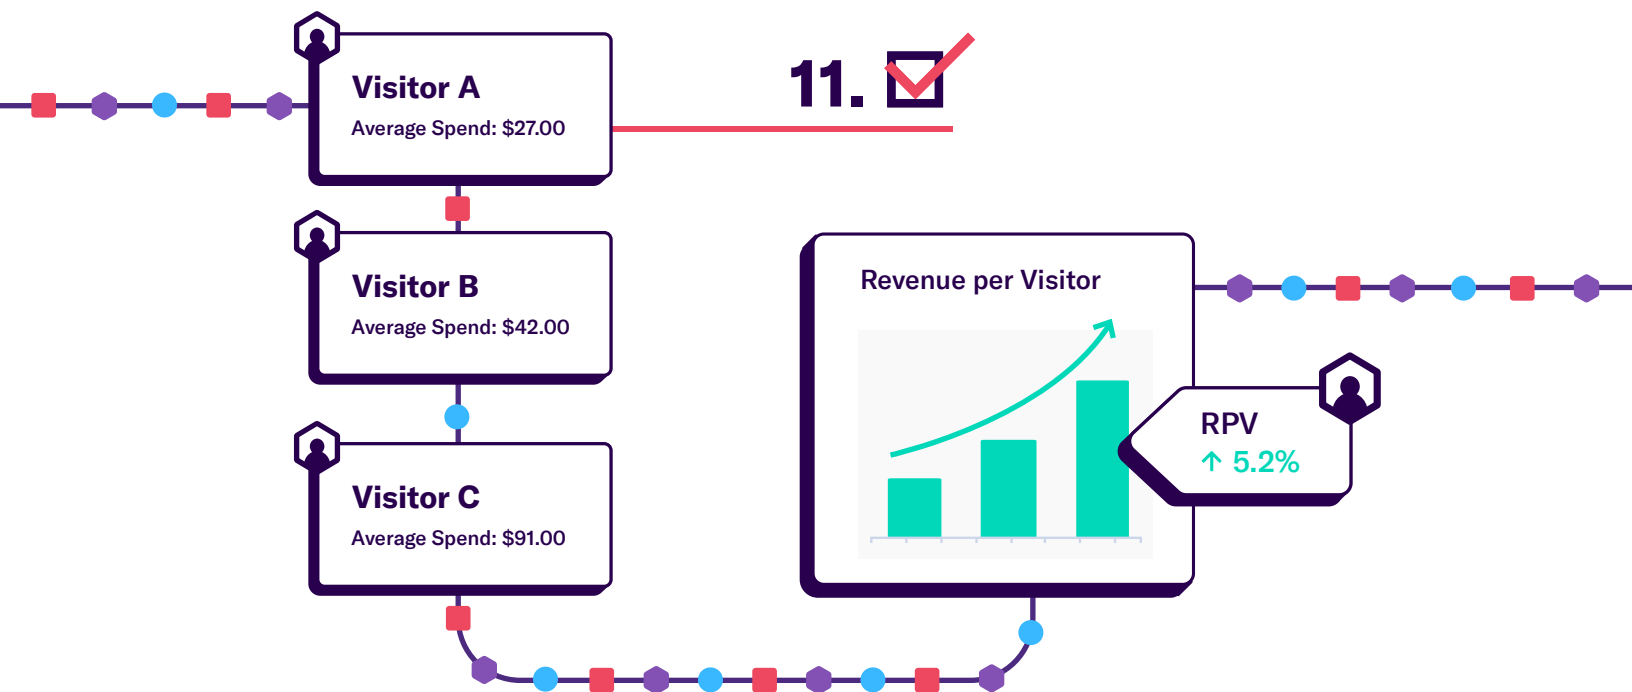 Visitor A
Average Spend: $27.00
11.
Visitor B
Average Spend: $42.00
Visitor C
Average Spend: $91.00
Revenue per Visitor
RPV
↑ 5.2%